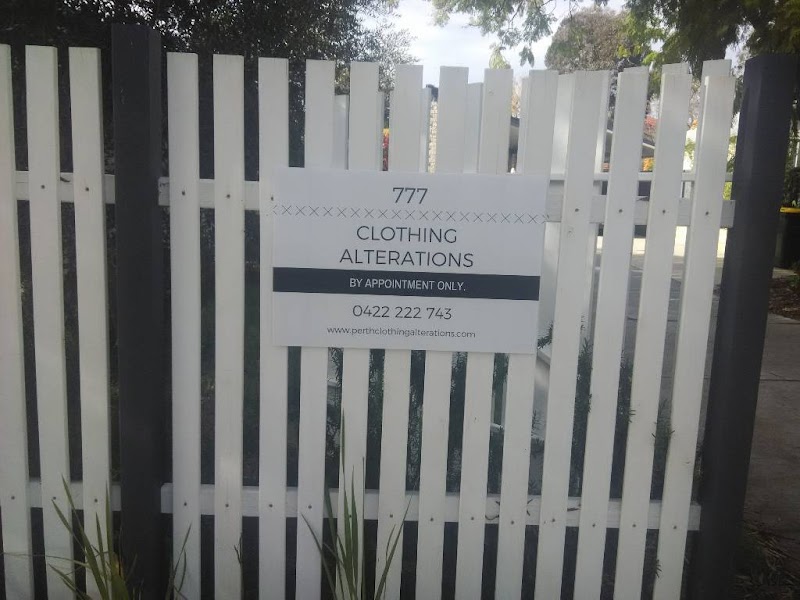 777
CLOTHING
ALTERATIONS
BY APPOINTMENT ONLY.
0422 222 743
www.perthclothingalterations.com